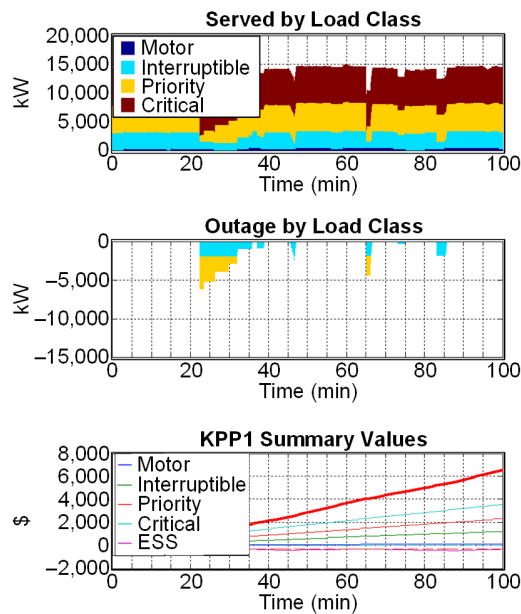 Served by Load Class
20,000
15,000
10,000
5,000
0
kW
Motor
Interruptible
Priority
Critical
0 20 40 60 80 100
Time (min)
Outage by Load Class
0
−5,000
−10,000
−15,000
kW
0 20 40 60 80 100
Time (min)
KPP1 Summary Values
8,000
6,000
4,000
2,000
0
−2,000
$
Motor
Interruptible
Priority
Critical
ESS
0 20 40 60 80 100
Time (min)